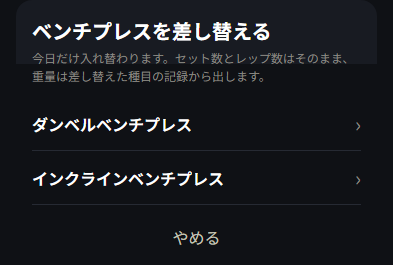 ベンチプレスを差し替える
今日だけ入れ替わります。セット数とレップ数はそのまま、
重量は差し替えた種目の記録から出します。
ダンベルベンチプレス
インクラインベンチプレス
やめる